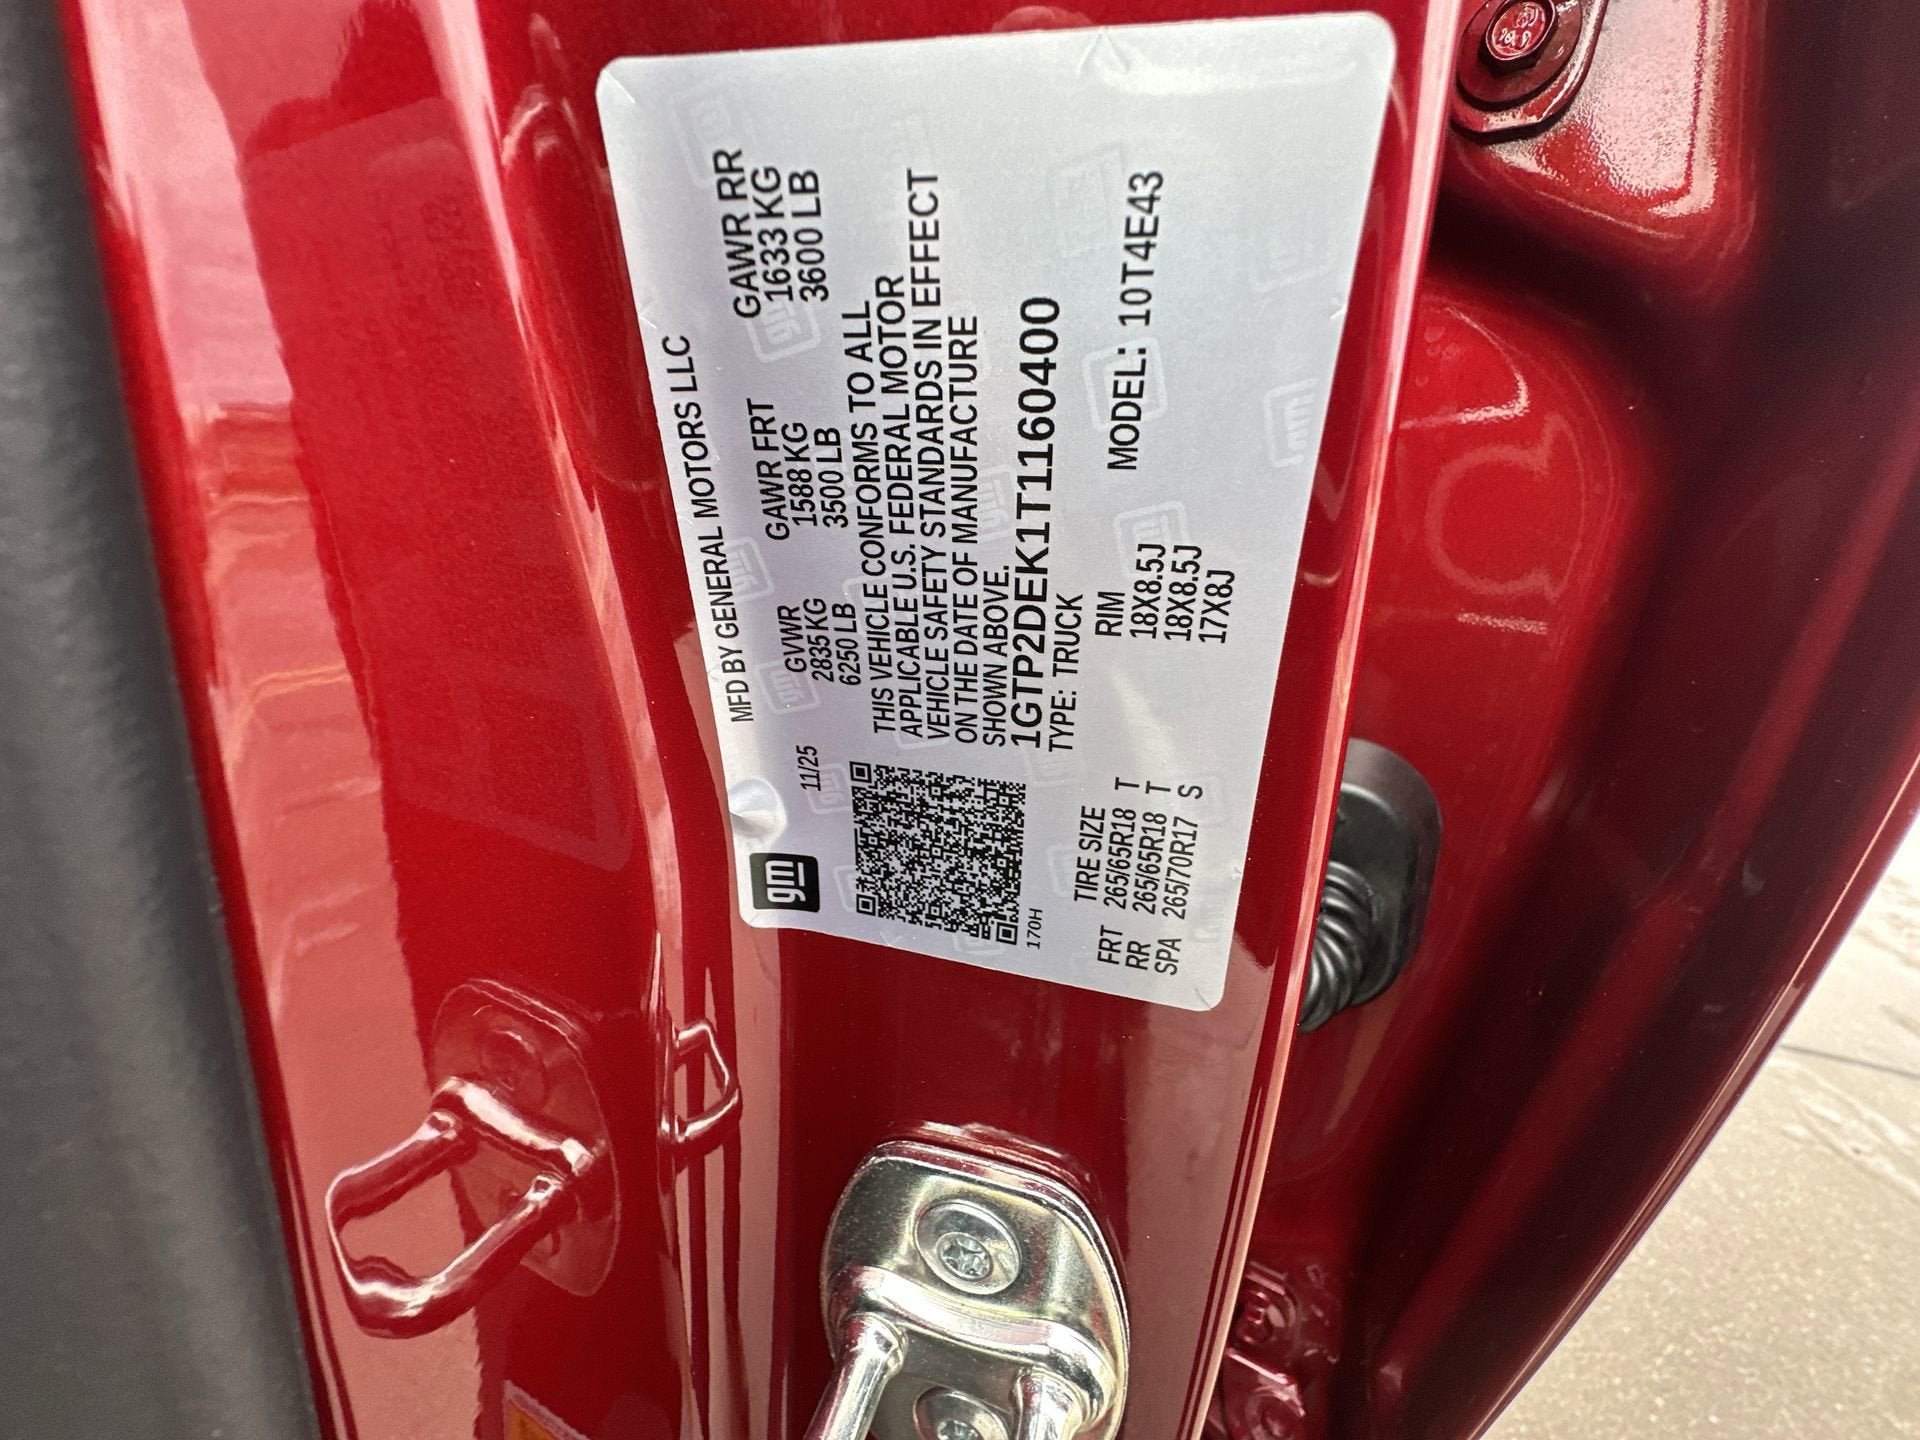 gm
MFD BY GENERAL MOTORS LLC
11/25
GVWR GAWR FRT GAWR RR
2835 KG 1588 KG 1633 KG
6250 LB 3500 LB 3600 LB
THIS VEHICLE CONFORMS TO ALL
APPLICABLE U.S. FEDERAL MOTOR
VEHICLE SAFETY STANDARDS IN EFFECT
ON THE DATE OF MANUFACTURE
SHOWN ABOVE.
1GTP2DEK1T1160400
170H
TYPE: TRUCK MODEL: 10T4E43
TIRE SIZE RIM
FRT 265/65R18 T 18X8.5J
RR 265/65R18 T 18X8.5J
SPA 265/70R17 S 17X8J